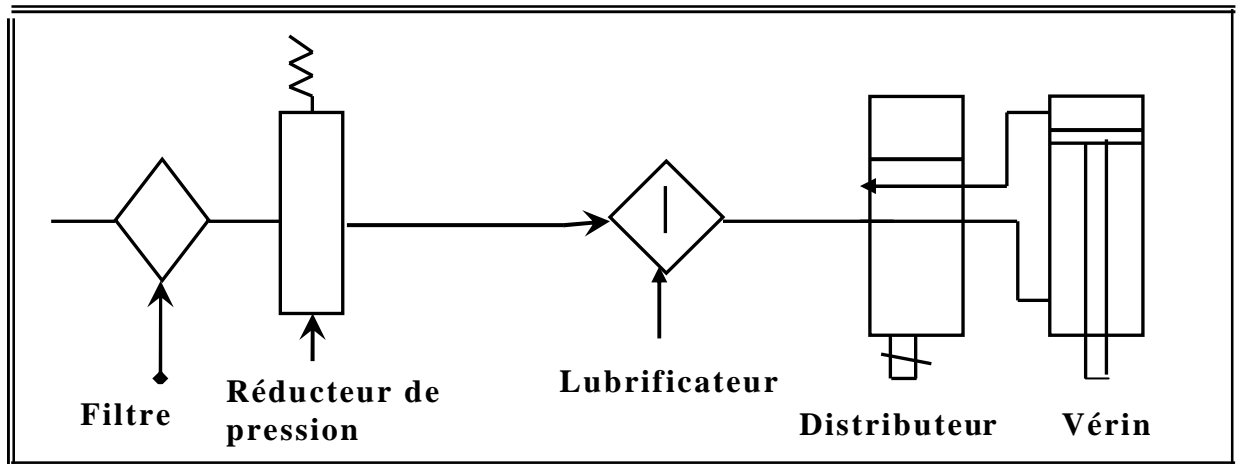 Filtre
Réducteur de
pression
Lubrificateur
Distributeur
Vérin